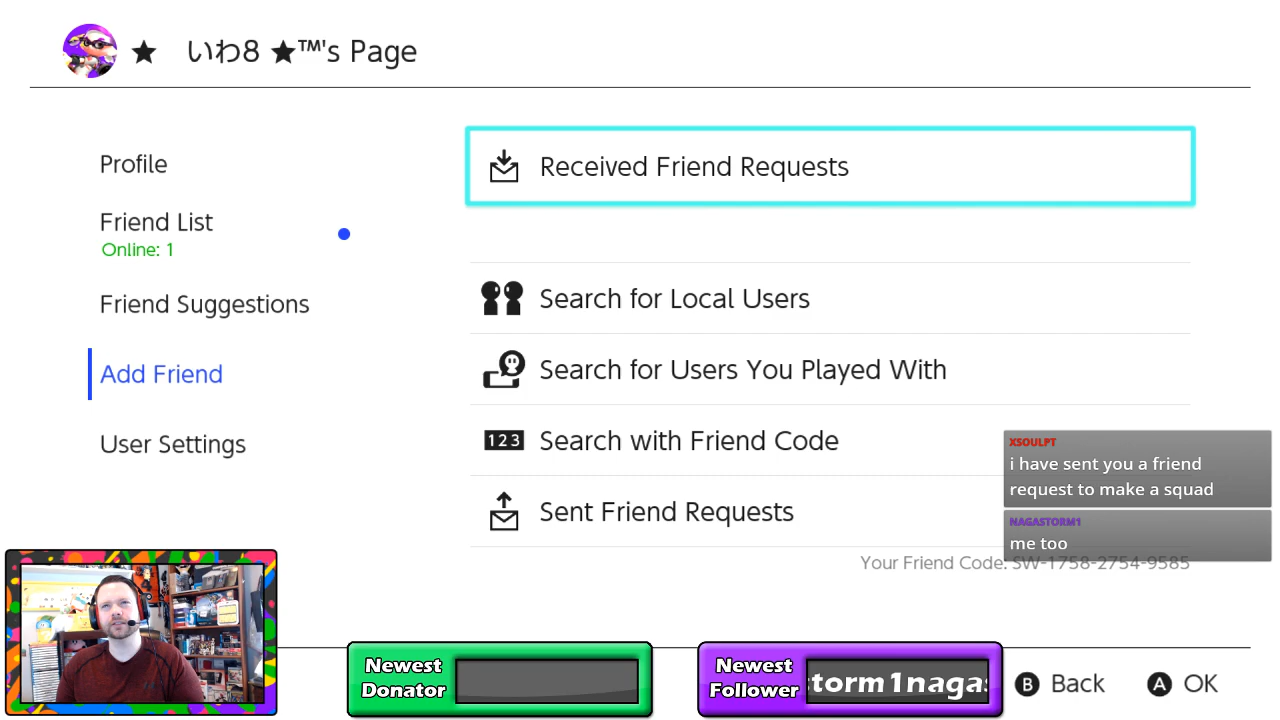 ★ いわ8 ★™'s Page
Profile
Friend List
Online: 1
Friend Suggestions
Add Friend
User Settings
Received Friend Requests
Search for Local Users
Search for Users You Played With
123 Search with Friend Code
Sent Friend Requests
Your Friend Code: SW-1758-2754-9585
XSOULPT
i have sent you a friend
request to make a squad
NAGASTORM1
me too
Newest
Donator
Newest
Follower
storm1nagas
B Back
A OK